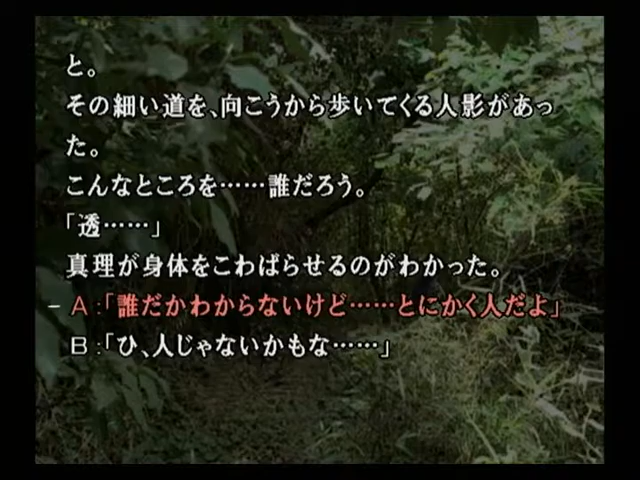 と。
その細い道を、向こうから歩いてくる人影があっ
た。
こんなところを……誰だろう。
「透……」
真理が身体をこわばらせるのがわかった。
A:「誰だかわからないけど……とにかく人だよ」
B:「ひ、人じゃないかもな……」